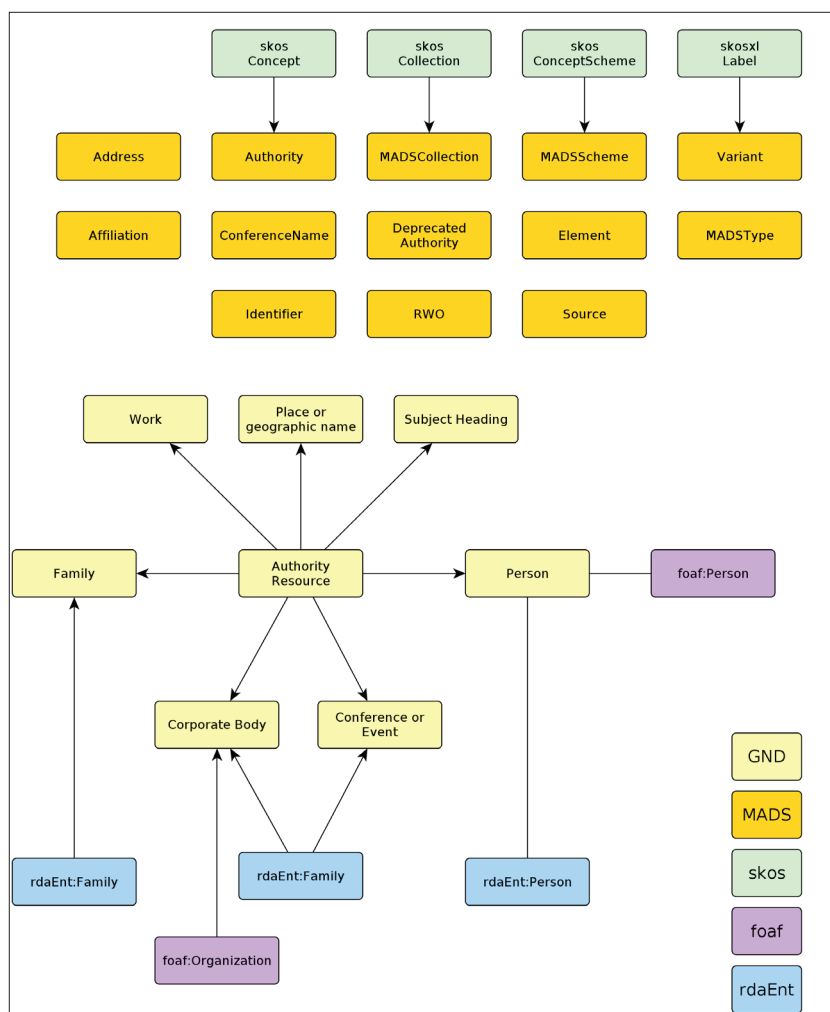 skos
Concept
skos
Collection
skos
ConceptScheme
skosxl
Label
Address
Authority
MADSCollection
MADSScheme
Variant
Affiliation
ConferenceName
Deprecated
Authority
Element
MADSType
Identifier
RWO
Source
Work
Place or
geographic name
Subject Heading
Family
Authority
Resource
Person
foaf:Person
Corporate Body
Conference or
Event
GND
MADS
skos
foaf
rdaEnt
rdaEnt:Family
rdaEnt:Family
rdaEnt:Person
foaf:Organization